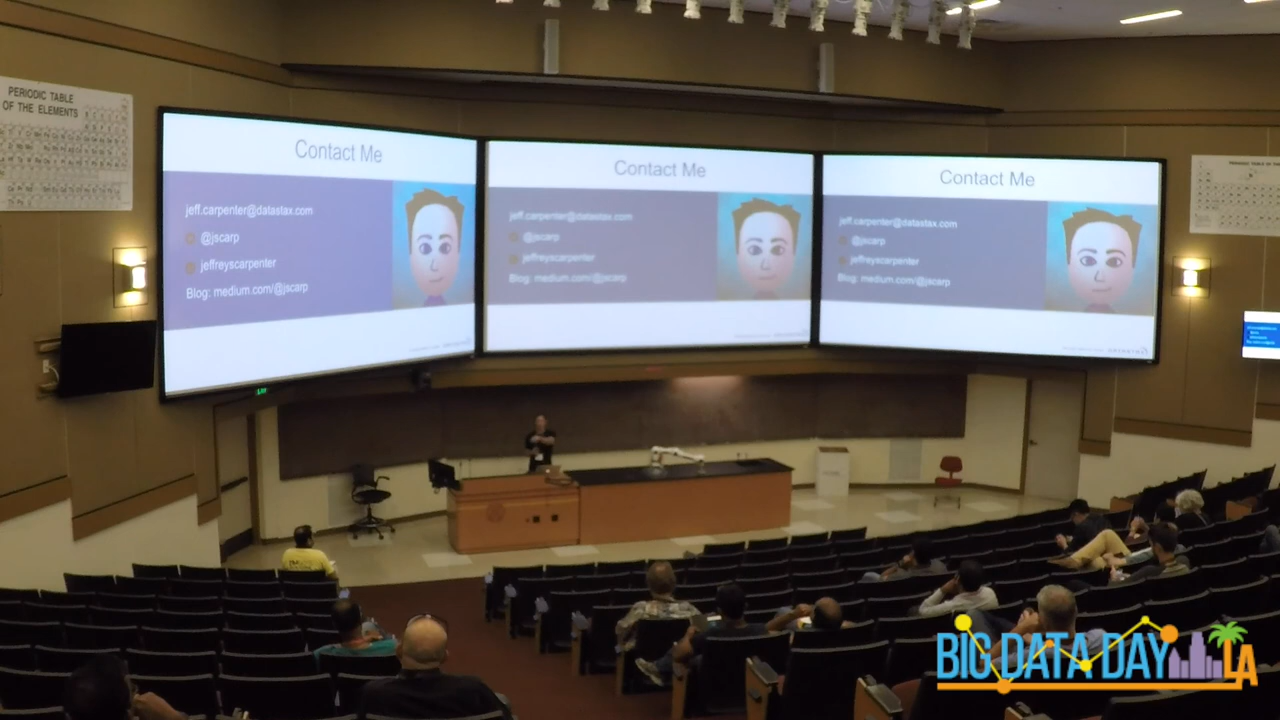 PERIODIC TABLE
OF THE ELEMENTS
Contact Me
jeff.carpenter@datastax.com
@jscarp
jeffreyscarpenter
Blog: medium.com/@jscarp
Contact Me
jeff.carpenter@datastax.com
@jscarp
jeffreyscarpenter
Blog: medium.com/@jscarp
Contact Me
jeff.carpenter@datastax.com
@jscarp
jeffreyscarpenter
Blog: medium.com/@jscarp
EXIT
BIG DATA DAY LA